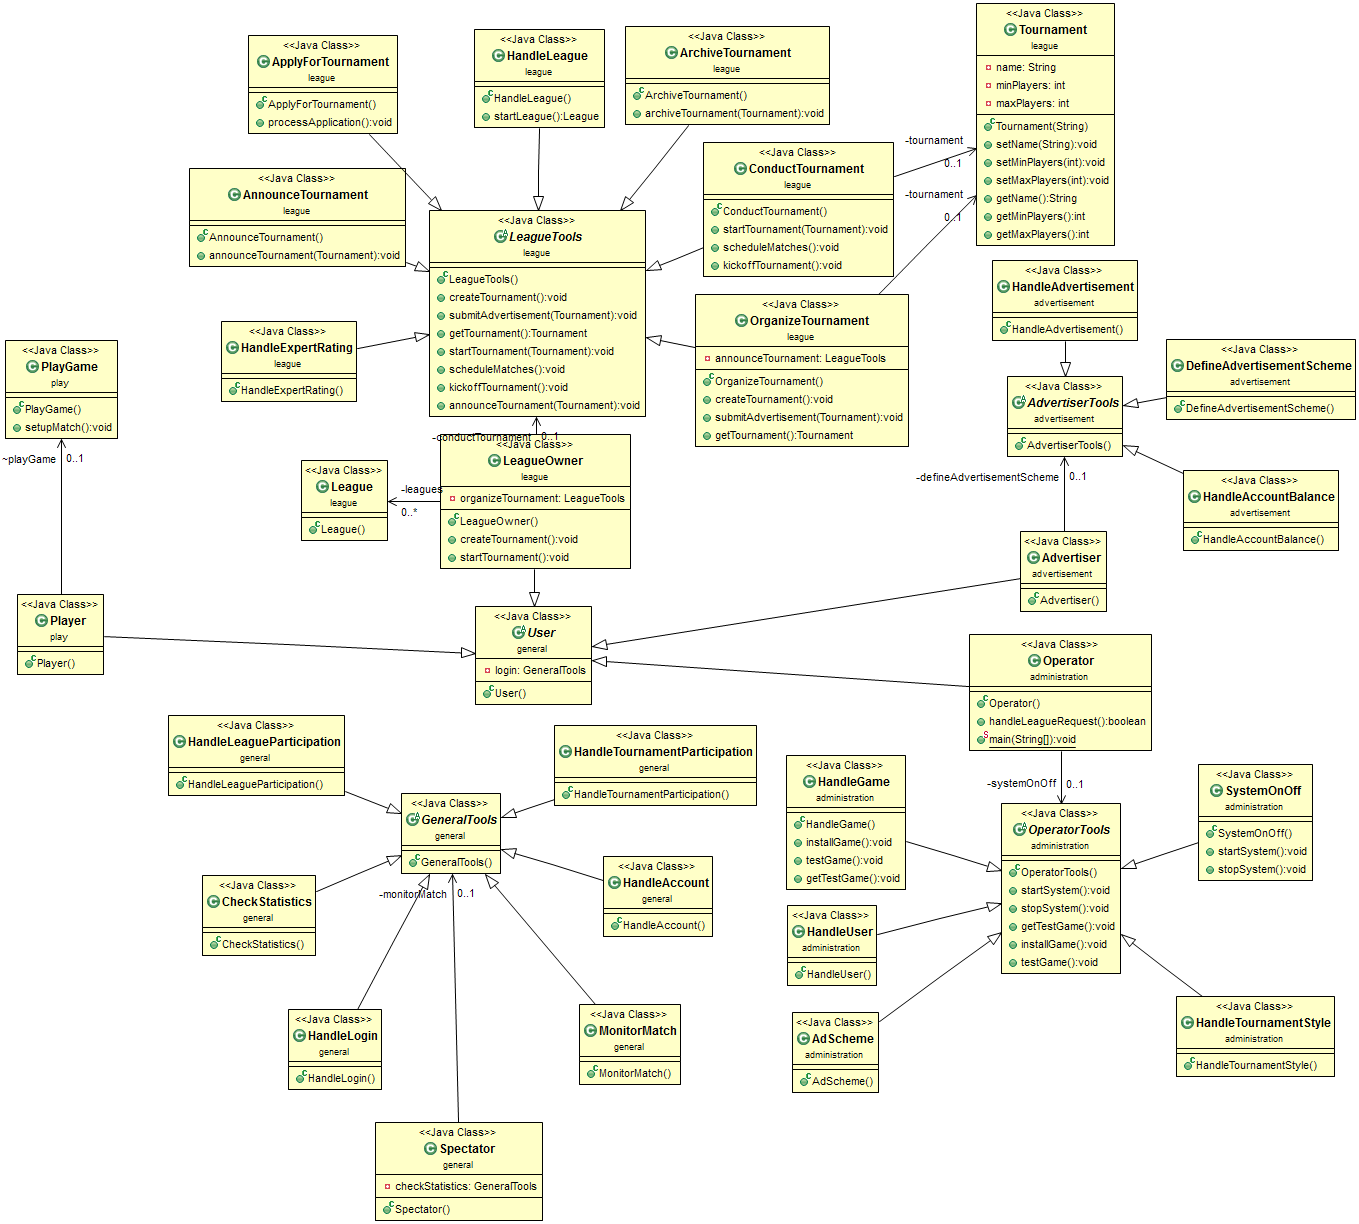 <<Java Class>>
Tournament
league
name: String
minPlayers: int
maxPlayers: int
Tournament(String)
setName(String):void
setMinPlayers(int):void
setMaxPlayers(int):void
getName():String
getMinPlayers():int
getMaxPlayers():int
<<Java Class>>
ApplyForTournament
league
ApplyForTournament()
processApplication():void
<<Java Class>>
HandleLeague
league
HandleLeague()
startLeague():League
<<Java Class>>
ArchiveTournament
league
ArchiveTournament()
archiveTournament(Tournament):void
<<Java Class>>
ConductTournament
league
ConductTournament()
startTournament(Tournament):void
scheduleMatches():void
kickoffTournament():void
-tournament
0..1
-tournament
0..1
<<Java Class>>
AnnounceTournament
league
AnnounceTournament()
announceTournament(Tournament):void
<<Java Class>>
LeagueTools
league
LeagueTools()
createTournament():void
submitAdvertisement(Tournament):void
getTournament():Tournament
startTournament(Tournament):void
scheduleMatches():void
kickoffTournament():void
announceTournament(Tournament):void
<<Java Class>>
OrganizeTournament
league
announceTournament: LeagueTools
OrganizeTournament()
createTournament():void
submitAdvertisement(Tournament):void
getTournament():Tournament
<<Java Class>>
HandleAdvertisement
advertisement
HandleAdvertisement()
<<Java Class>>
HandleExpertRating
league
HandleExpertRating()
<<Java Class>>
PlayGame
play
PlayGame()
setupMatch():void
~playGame
0..1
<<Java Class>>
DefineAdvertisementScheme
advertisement
DefineAdvertisementScheme()
<<Java Class>>
AdvertiserTools
advertisement
AdvertiserTools()
-conductTournament
0..1
<<Java Class>>
LeagueOwner
league
organizeTournament: LeagueTools
LeagueOwner()
createTournament():void
startTournament():void
<<Java Class>>
League
league
League()
-leagues
0..*
-defineAdvertisementScheme
0..1
<<Java Class>>
HandleAccountBalance
advertisement
HandleAccountBalance()
<<Java Class>>
Advertiser
advertisement
Advertiser()
<<Java Class>>
Player
play
Player()
<<Java Class>>
User
general
login: GeneralTools
User()
<<Java Class>>
Operator
administration
Operator()
handleLeagueRequest():boolean
main(String[]):void
<<Java Class>>
HandleLeagueParticipation
general
HandleLeagueParticipation()
<<Java Class>>
HandleTournamentParticipation
general
HandleTournamentParticipation()
<<Java Class>>
HandleGame
administration
HandleGame()
installGame():void
testGame():void
getTestGame():void
-systemOnOff
0..1
<<Java Class>>
SystemOnOff
administration
SystemOnOff()
startSystem():void
stopSystem():void
<<Java Class>>
GeneralTools
general
GeneralTools()
<<Java Class>>
OperatorTools
administration
OperatorTools()
startSystem():void
stopSystem():void
getTestGame():void
installGame():void
testGame():void
<<Java Class>>
HandleAccount
general
HandleAccount()
<<Java Class>>
CheckStatistics
general
CheckStatistics()
-monitorMatch
0..1
<<Java Class>>
HandleUser
administration
HandleUser()
<<Java Class>>
HandleLogin
general
HandleLogin()
<<Java Class>>
MonitorMatch
general
MonitorMatch()
<<Java Class>>
AdScheme
administration
AdScheme()
<<Java Class>>
HandleTournamentStyle
administration
HandleTournamentStyle()
<<Java Class>>
Spectator
general
checkStatistics: GeneralTools
Spectator()